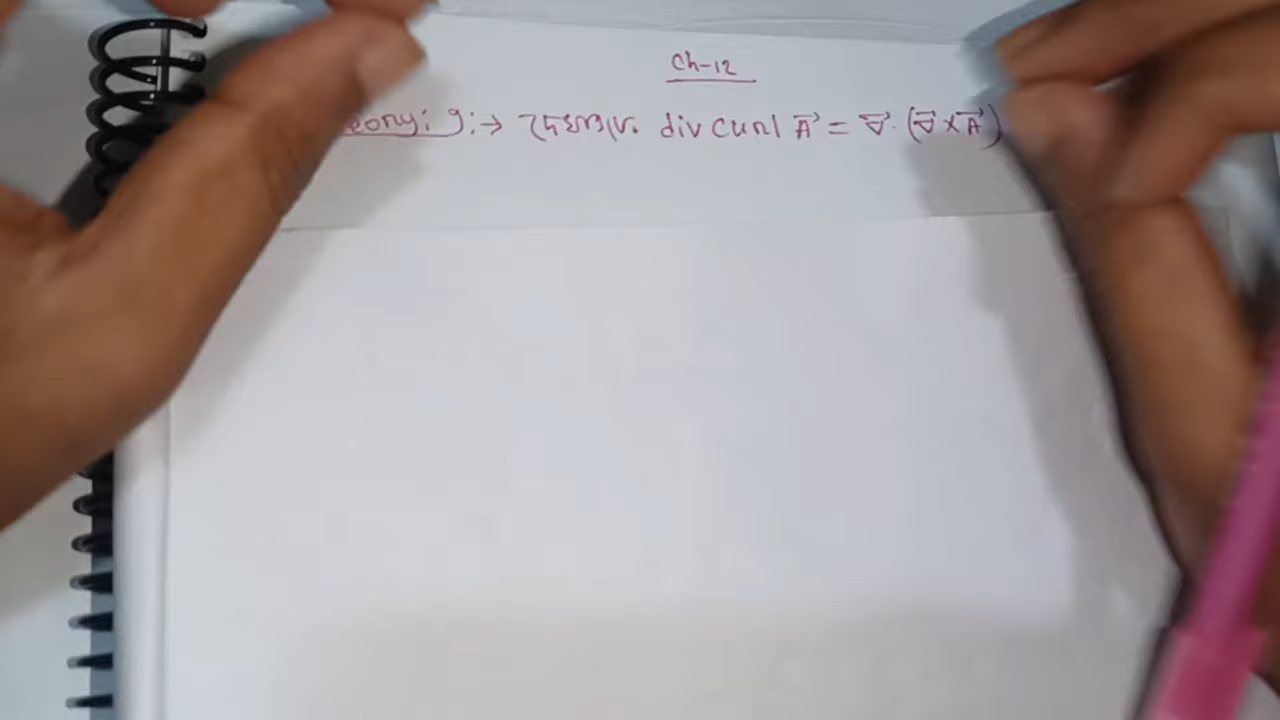 Ch-12
eory: 9:→ div Curl A⃗ = ∇⃗. (∇⃗ × A⃗)